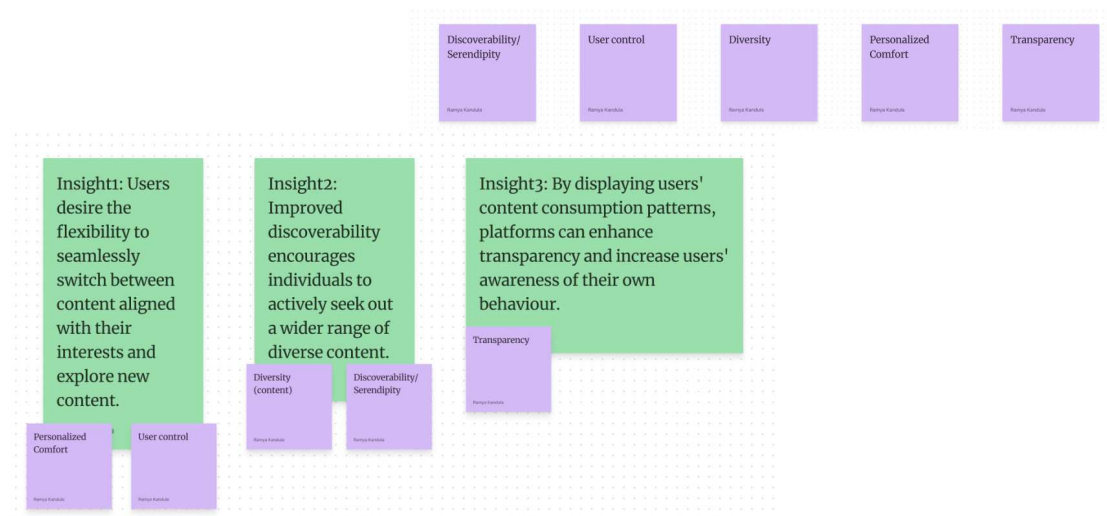 Discoverability/
Serendipity
Ramya Kandula
User control
Ramya Kandula
Diversity
Ramya Kandula
Personalized
Comfort
Ramya Kandula
Transparency
Ramya Kandula
Insight1: Users
desire the
flexibility to
seamlessly
switch between
content aligned
with their
interests and
explore new
content.
Personalized
Comfort
Ramya Kandula
User control
Ramya Kandula
Insight2:
Improved
discoverability
encourages
individuals to
actively seek out
a wider range of
diverse content.
Diversity
(content)
Ramya Kandula
Discoverability/
Serendipity
Ramya Kandula
Insight3: By displaying users'
content consumption patterns,
platforms can enhance
transparency and increase users'
awareness of their own
behaviour.
Transparency
Ramya Kandula